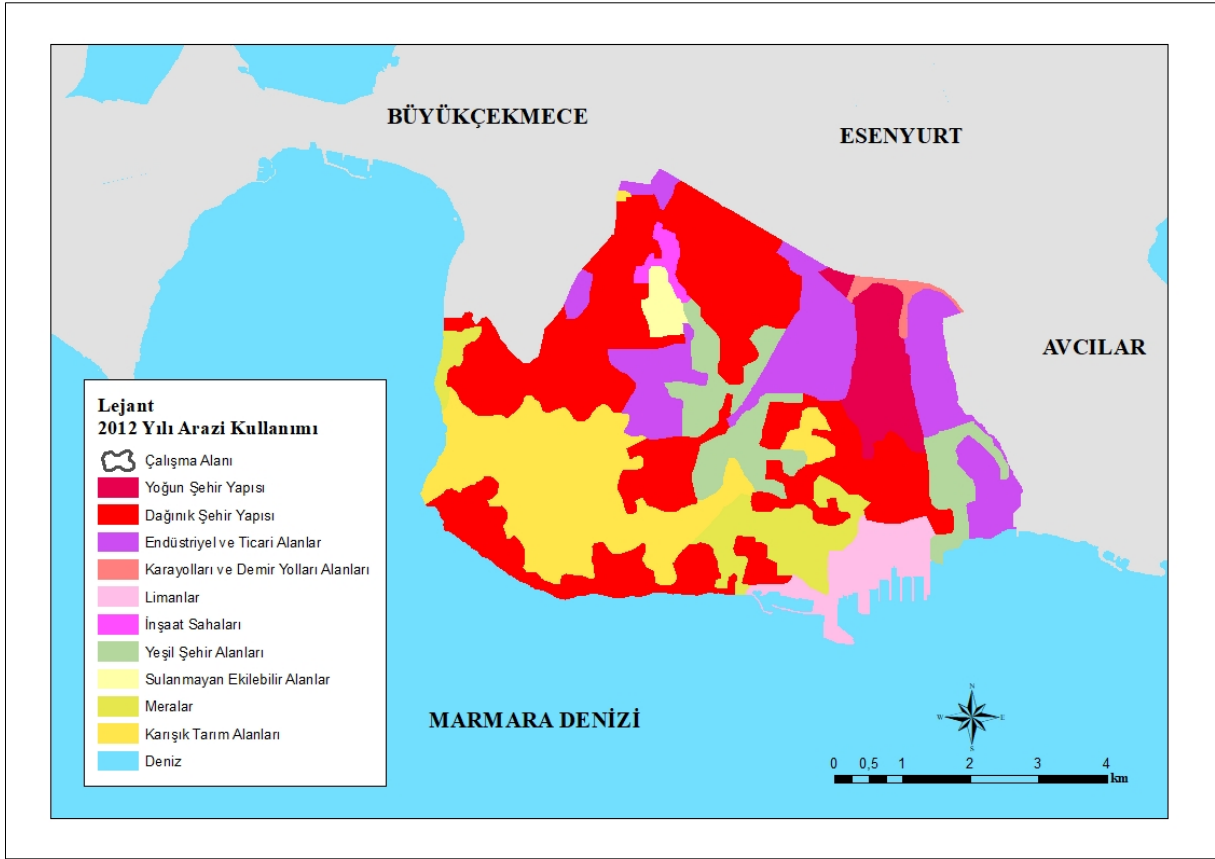 BÜYÜKÇEKMECE
ESENYURT
AVCILAR
Lejant
2012 Yılı Arazi Kullanımı
Çalışma Alanı
Yoğun Şehir Yapısı
Dağınık Şehir Yapısı
Endüstriyel ve Ticari Alanlar
Karayolları ve Demir Yolları Alanları
Limanlar
İnşaat Sahaları
Yeşil Şehir Alanları
Sulanmayan Ekilebilir Alanlar
Meralar
Karışık Tarım Alanları
Deniz
MARMARA DENİZİ
N
W E
S
0 0,5 1 2 3 4
km